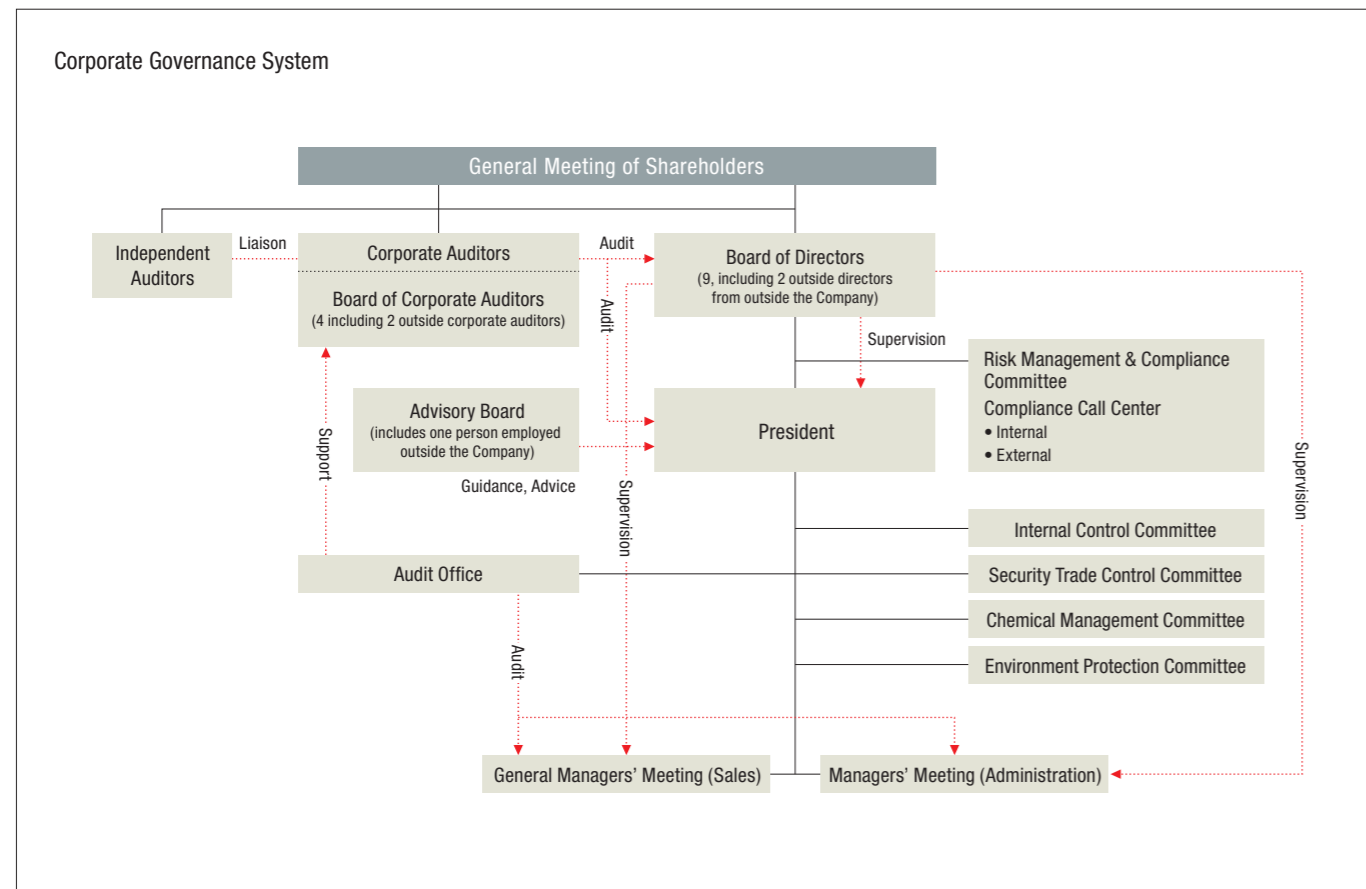 Corporate Governance System
General Meeting of Shareholders
Independent
Auditors
Liaison
Corporate Auditors
Board of Corporate Auditors
(4 including 2 outside corporate auditors)
Audit
Audit
Board of Directors
(9, including 2 outside directors
from outside the Company)
Supervision
Risk Management & Compliance
Committee
Compliance Call Center
• Internal
• External
Advisory Board
(includes one person employed
outside the Company)
Guidance, Advice
President
Support
Supervision
Supervision
Internal Control Committee
Audit Office
Security Trade Control Committee
Chemical Management Committee
Environment Protection Committee
Audit
General Managers’ Meeting (Sales)
Managers’ Meeting (Administration)